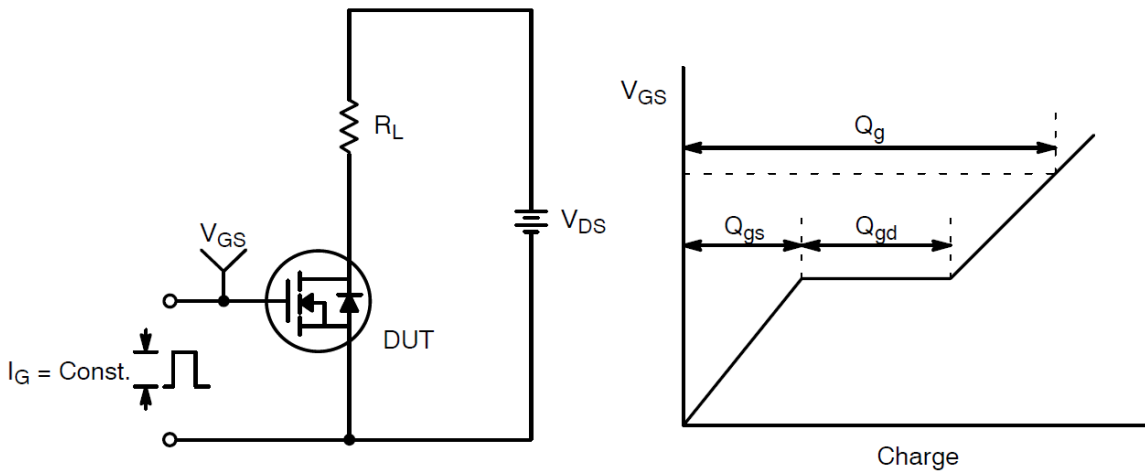 R_L
V_DS
V_GS
DUT
I_G = Const.
V_GS
Q_g
Q_gs
Q_gd
Charge